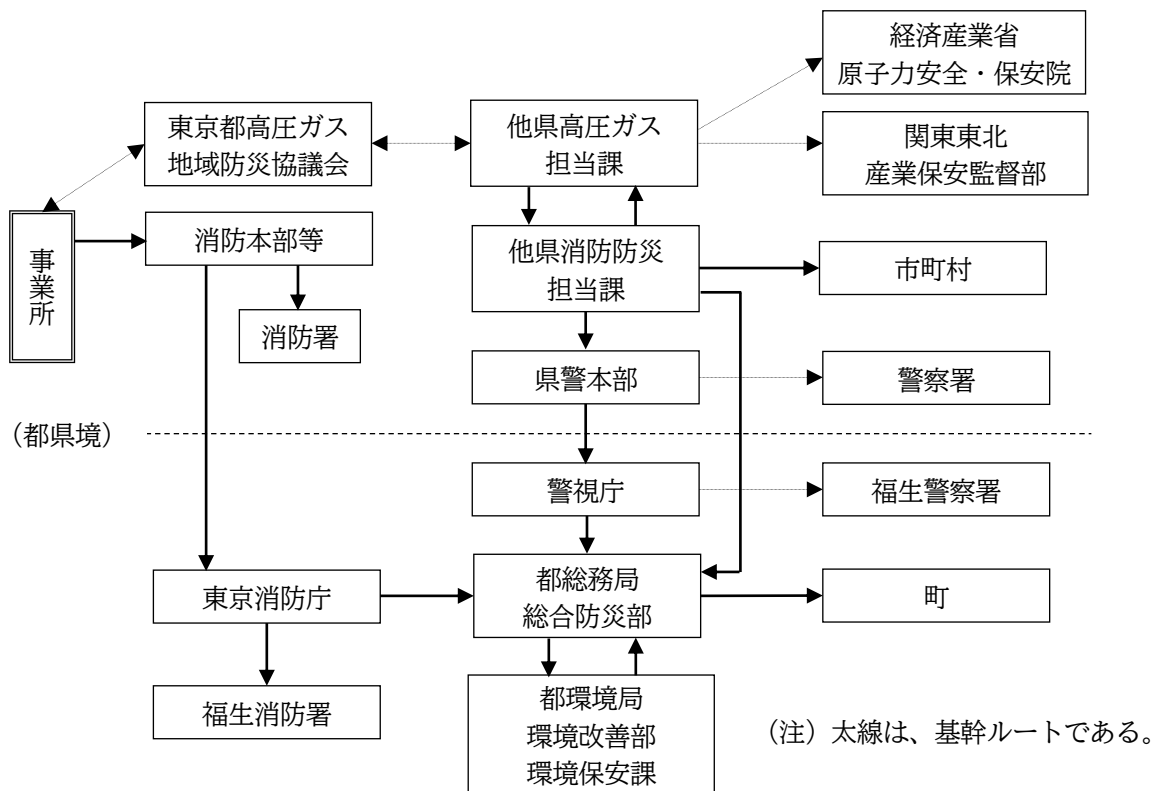 経済産業省
原子力安全・保安院
東京都高圧ガス
地域防災協議会
他県高圧ガス
担当課
関東東北
産業保安監督部
事業所
消防本部等
他県消防防災
担当課
市町村
消防署
県警本部
警察署
（都県境）
警視庁
福生警察署
東京消防庁
都総務局
総合防災部
町
福生消防署
都環境局
環境改善部
環境保安課
（注）太線は、基幹ルートである。